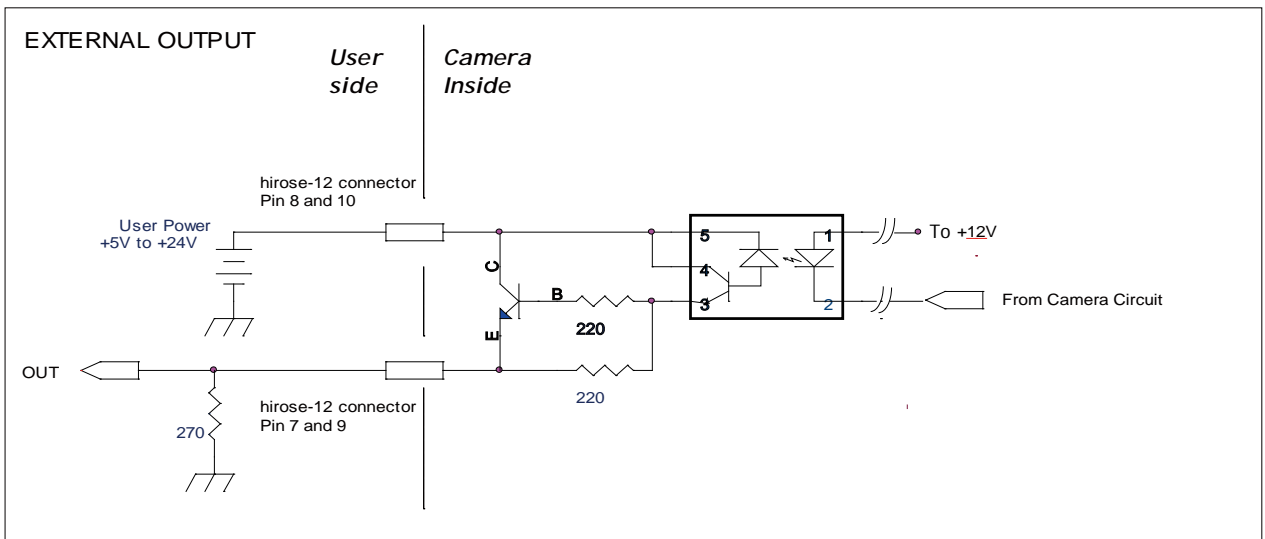 EXTERNAL OUTPUT
User
side
Camera
Inside
hirose-12 connector
Pin 8 and 10
User Power
+5V to +24V
5
1
To +12V
C
4
B
3
2
From Camera Circuit
220
E
OUT
220
hirose-12 connector
Pin 7 and 9
270